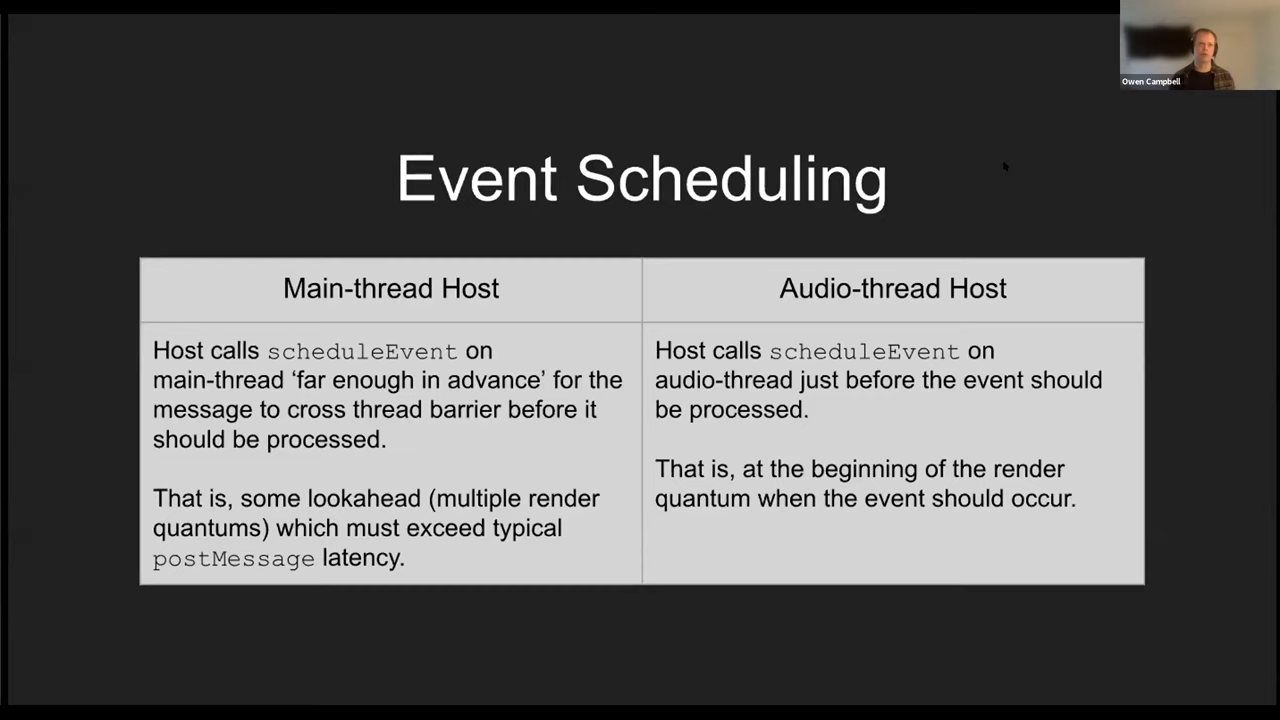 Owen Campbell
Event Scheduling
Main-thread Host
Audio-thread Host
Host calls scheduleEvent on
main-thread ‘far enough in advance’ for the
message to cross thread barrier before it
should be processed.
That is, some lookahead (multiple render
quantums) which must exceed typical
postMessage latency.
Host calls scheduleEvent on
audio-thread just before the event should
be processed.
That is, at the beginning of the render
quantum when the event should occur.